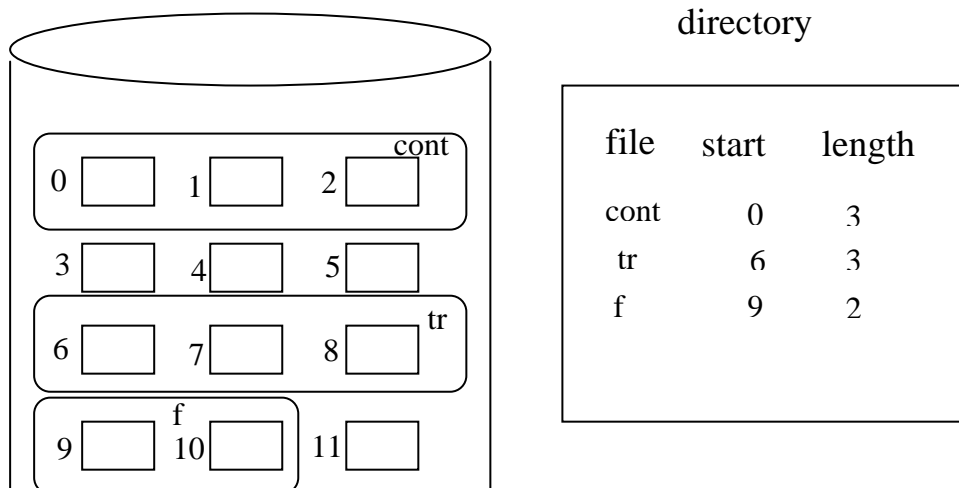 directory
cont
0 1 2
3 4 5
tr
6 7 8
f
9 10 11
file start length
cont 0 3
tr 6 3
f 9 2